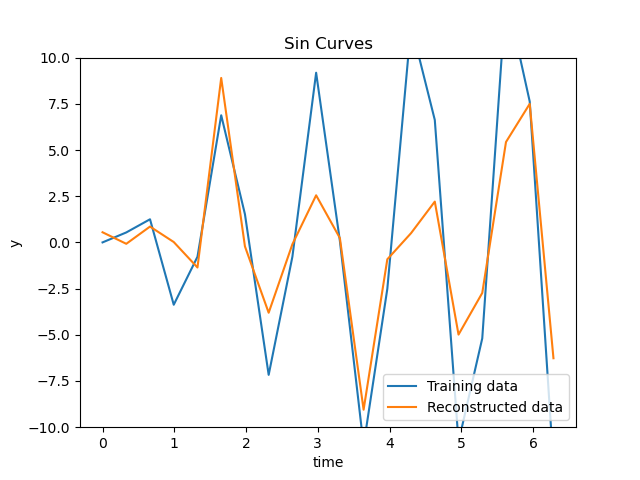 Sin Curves
10.0
7.5
5.0
2.5
0.0
−2.5
−5.0
−7.5
−10.0
y
0 1 2 3 4 5 6
time
Training data
Reconstructed data